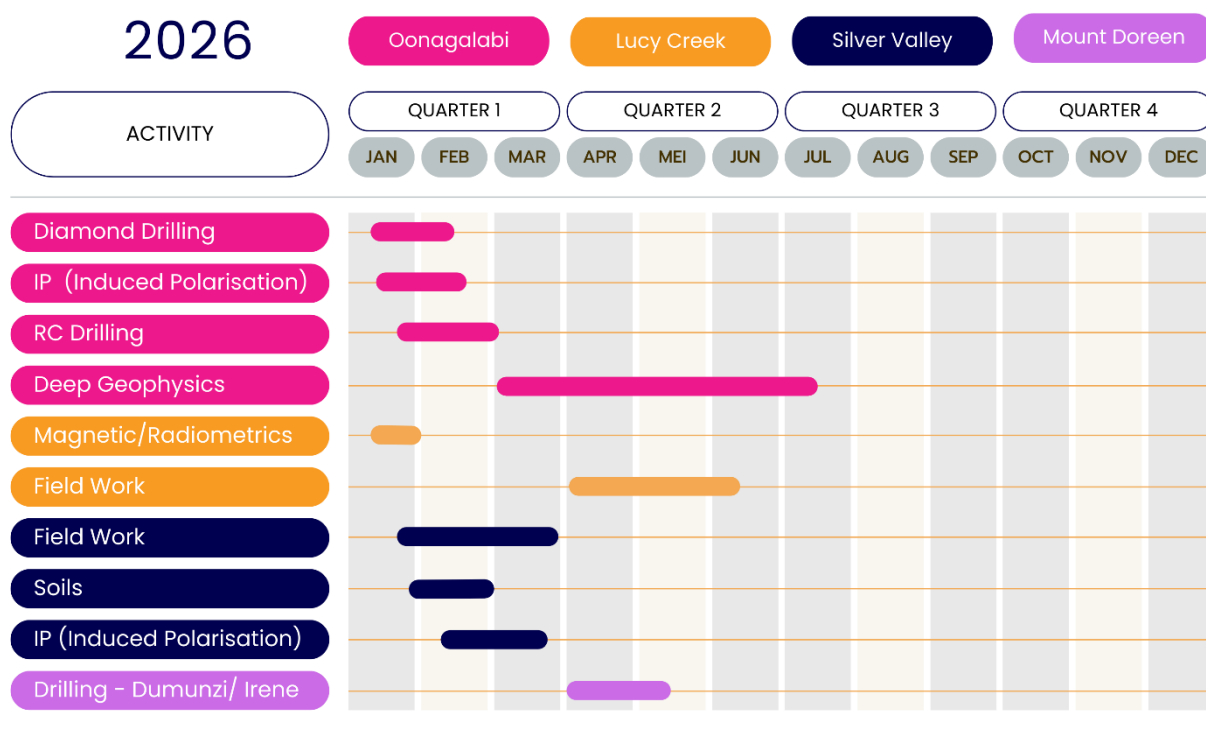 2026
Oonagalabi
Lucy Creek
Silver Valley
Mount Doreen
ACTIVITY
QUARTER 1
QUARTER 2
QUARTER 3
QUARTER 4
JAN
FEB
MAR
APR
MEI
JUN
JUL
AUG
SEP
OCT
NOV
DEC
Diamond Drilling
IP (Induced Polarisation)
RC Drilling
Deep Geophysics
Magnetic/Radiometrics
Field Work
Field Work
Soils
IP (Induced Polarisation)
Drilling - Dumunzi/ Irene